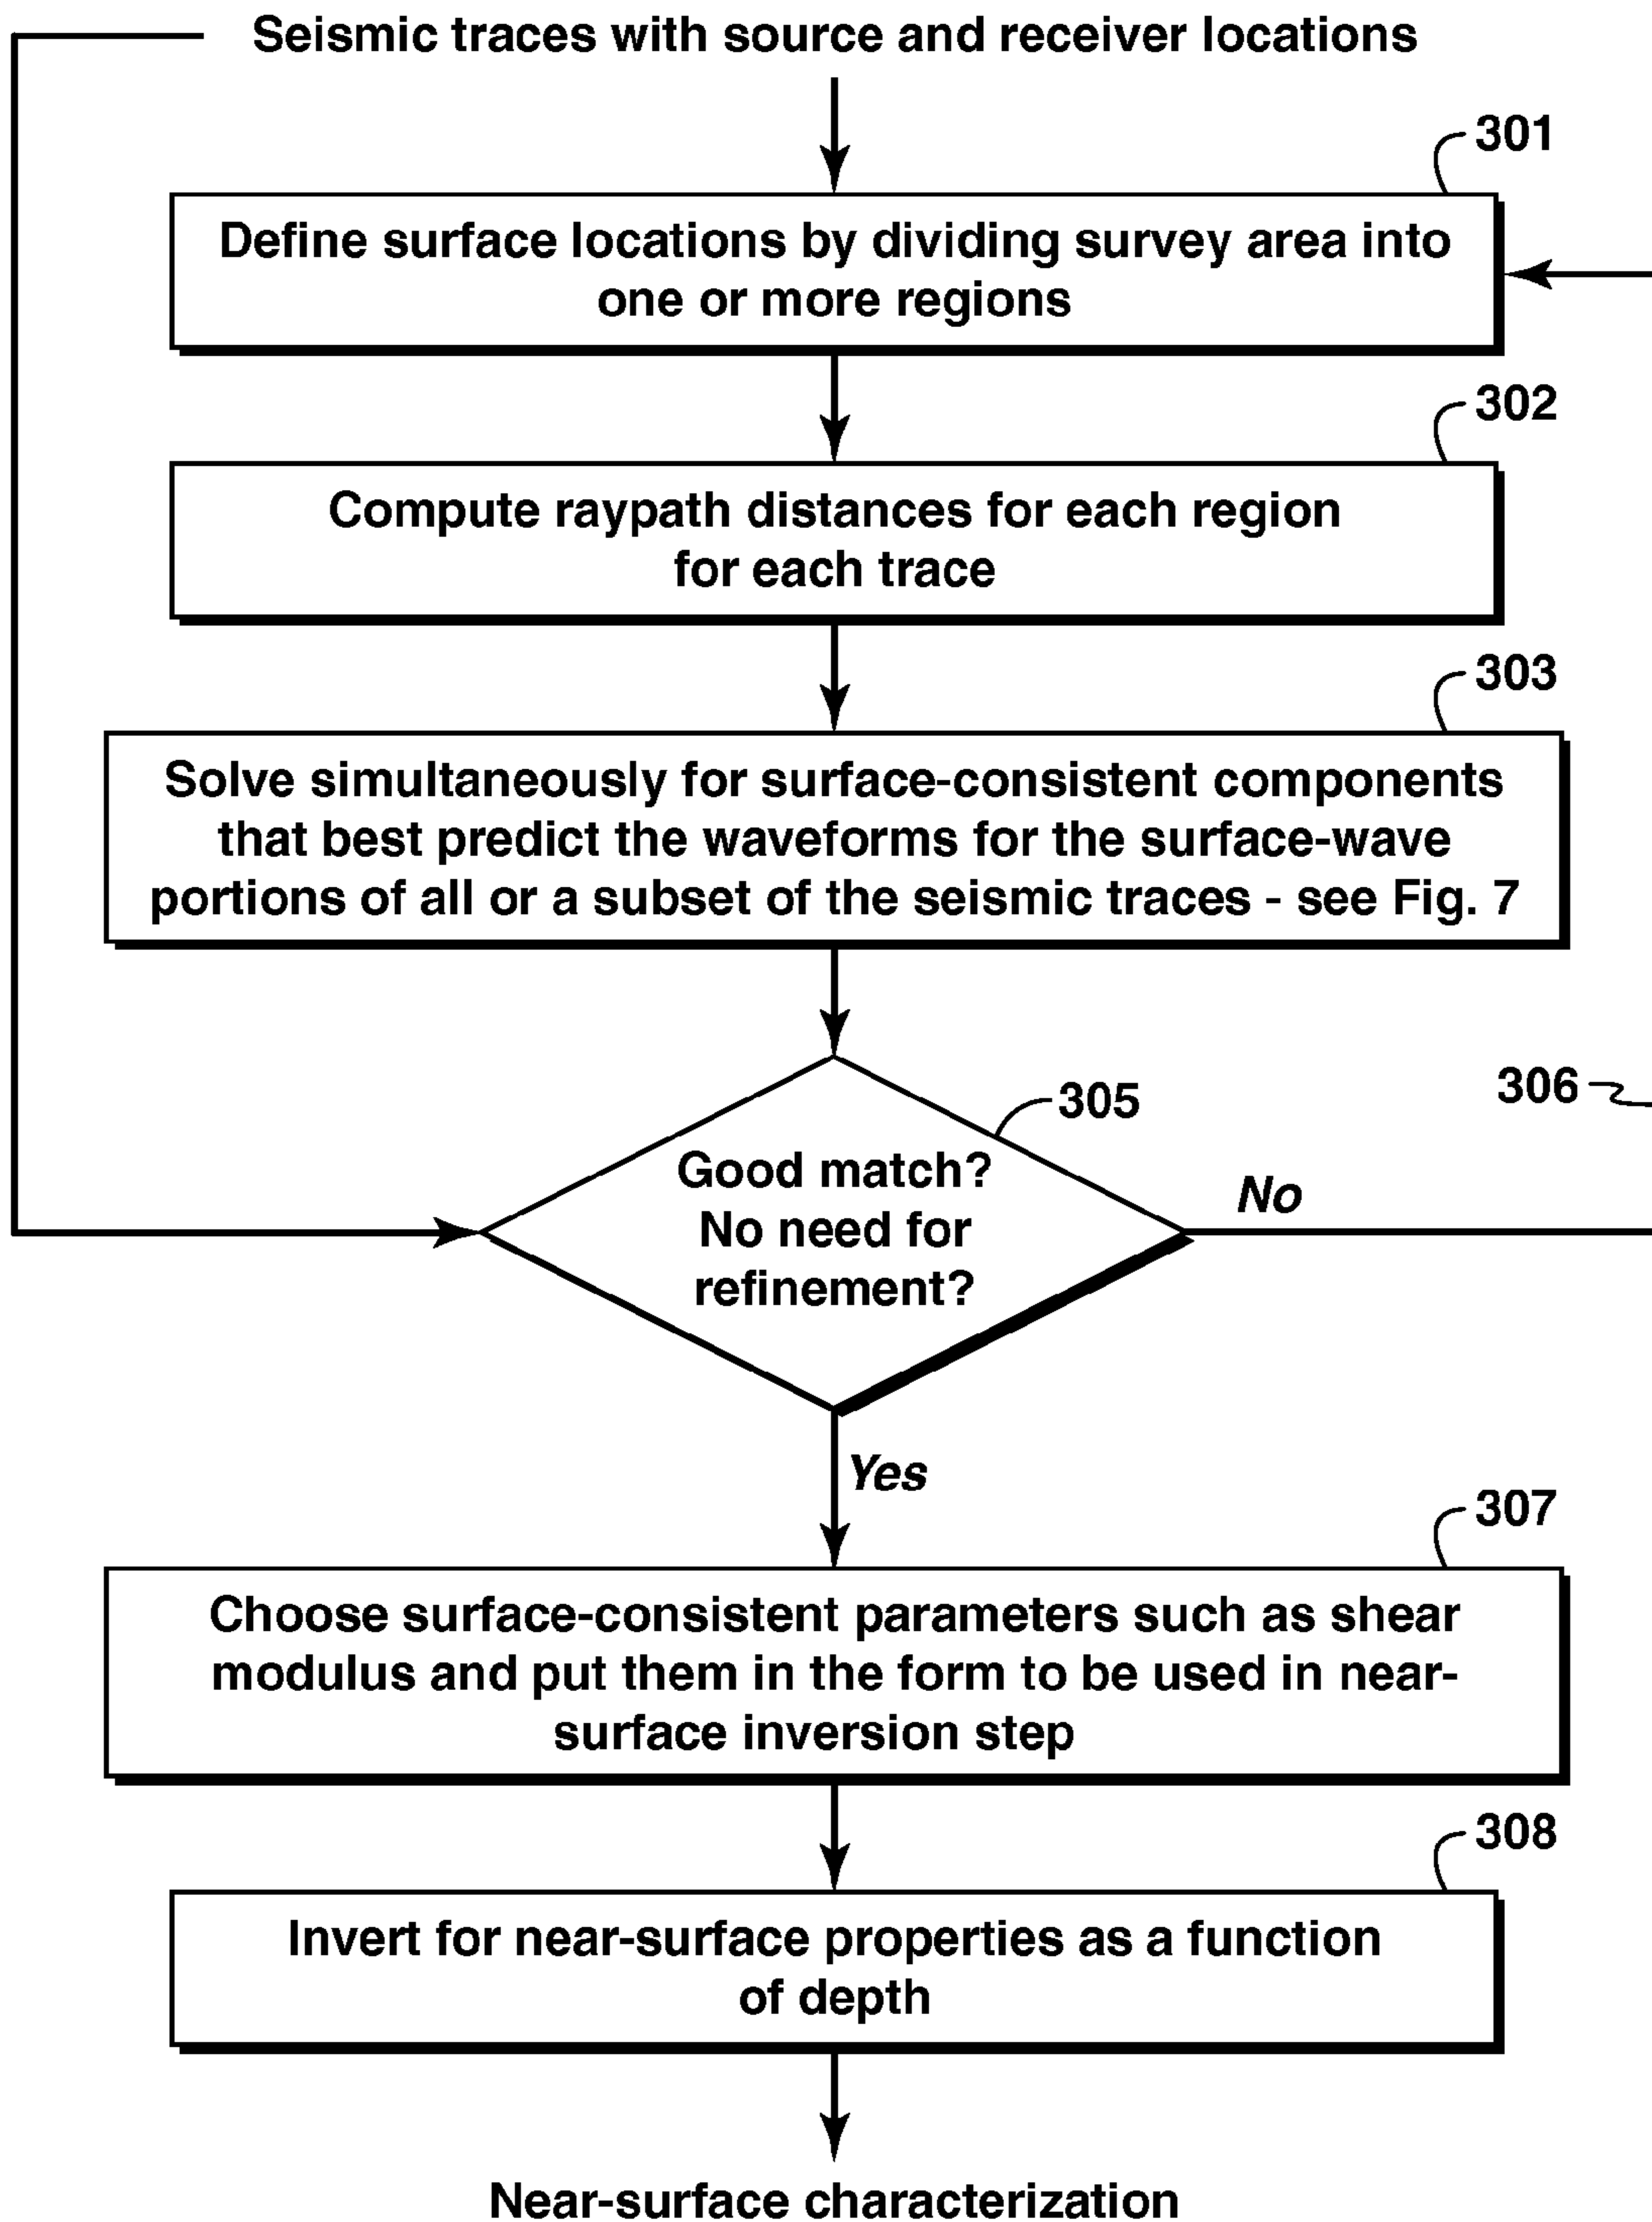 Seismic traces with source and receiver locations
301
Define surface locations by dividing survey area into
one or more regions
302
Compute raypath distances for each region
for each trace
303
Solve simultaneously for surface-consistent components
that best predict the waveforms for the surface-wave
portions of all or a subset of the seismic traces - see Fig. 7
305
306
Good match?
No need for
refinement?
No
Yes
307
Choose surface-consistent parameters such as shear
modulus and put them in the form to be used in near-
surface inversion step
308
Invert for near-surface properties as a function
of depth
Near-surface characterization